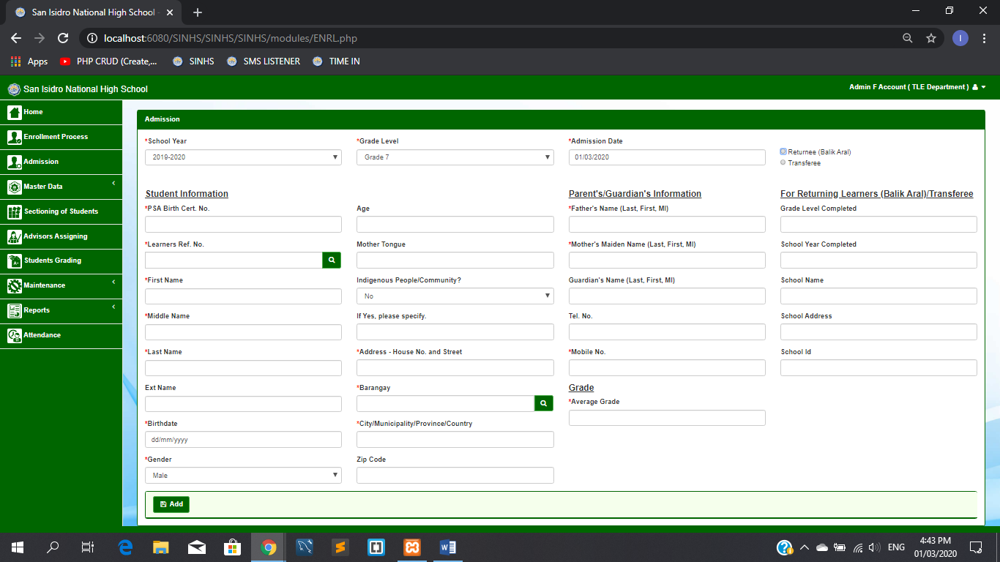 San Isidro National High School -
localhost:6080/SINHS/SINHS/SINHS/modules/ENRL.php
I
Apps
PHP CRUD (Create,...
SINHS
SMS LISTENER
TIME IN
San Isidro National High School
Admin F Account ( TLE Department )
Home
Enrollment Process
Admission
Master Data
Sectioning of Students
Advisors Assigning
Students Grading
Maintenance
Reports
Attendance
Admission
*School Year
2019-2020
*Grade Level
Grade 7
*Admission Date
01/03/2020
Returnee (Balik Aral)
Transferee
Student Information
*PSA Birth Cert. No.
*Learners Ref. No.
*First Name
*Middle Name
*Last Name
Ext Name
*Birthdate
dd/mm/yyyy
*Gender
Male
Age
Mother Tongue
Indigenous People/Community?
No
If Yes, please specify.
*Address - House No. and Street
*Barangay
*City/Municipality/Province/Country
Zip Code
Parent's/Guardian's Information
*Father's Name (Last, First, MI)
*Mother's Maiden Name (Last, First, MI)
Guardian's Name (Last, First, MI)
Tel. No.
*Mobile No.
Grade
*Average Grade
For Returning Learners (Balik Aral)/Transferee
Grade Level Completed
School Year Completed
School Name
School Address
School Id
Add
ENG
4:43 PM
01/03/2020